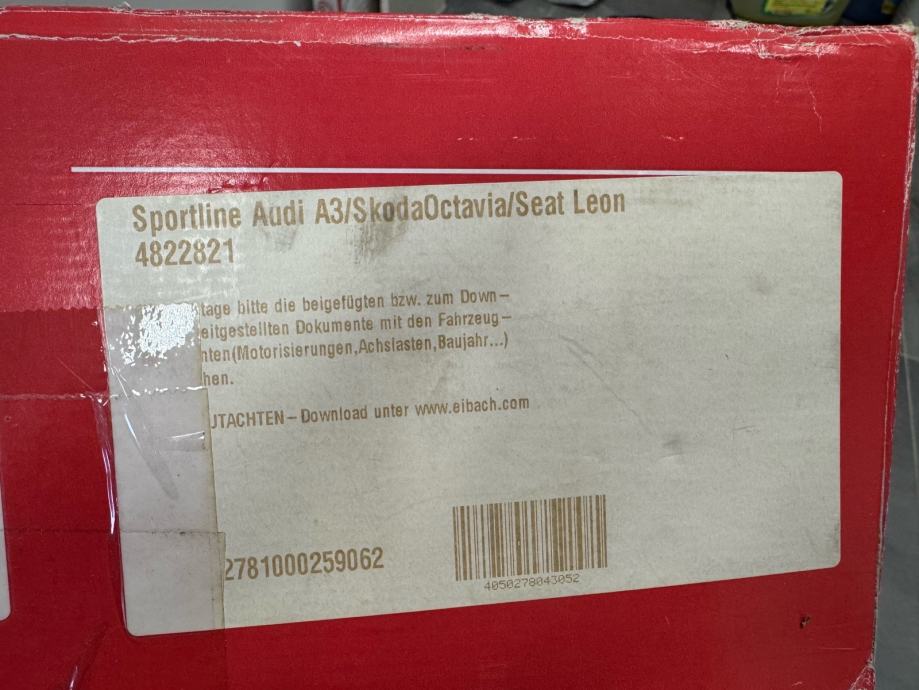 Sportline Audi A3/SkodaOctavia/Seat Leon
4822821
tage bitte die beigefügten bzw. zum Down–
eitgestellten Dokumente mit den Fahrzeug–
nten(Motorisierungen,Achslasten,Baujahr...)
hen.
UTACHTEN–Download unter www.eibach.com
2781000259062
4050278043052